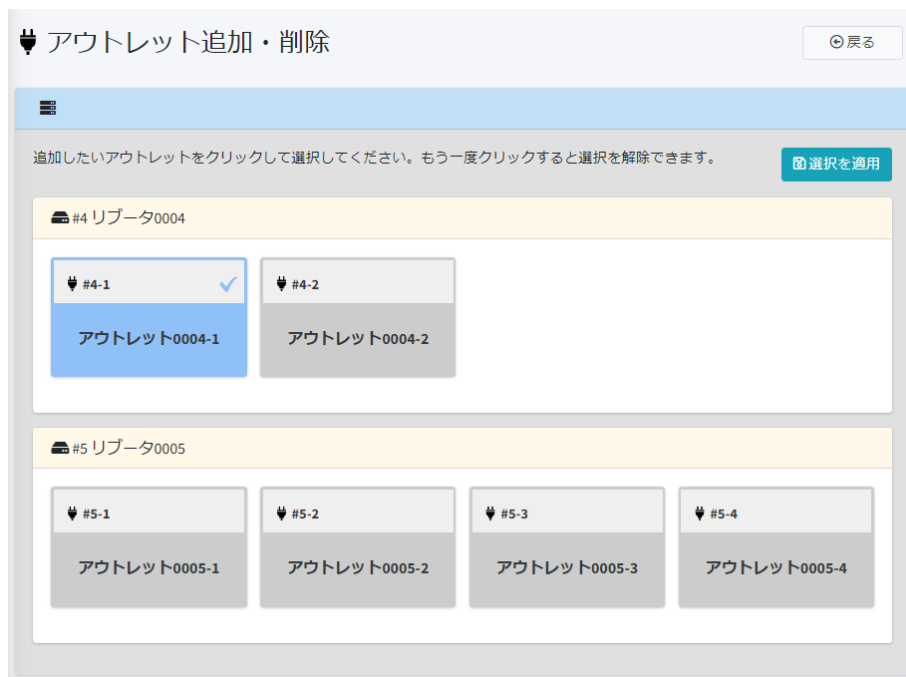 アウトレット追加・削除
戻る
追加したいアウトレットをクリックして選択してください。もう一度クリックすると選択を解除できます。
選択を適用
#4 リブータ0004
#4-1
#4-2
アウトレット0004-1
アウトレット0004-2
#5 リブータ0005
#5-1
#5-2
#5-3
#5-4
アウトレット0005-1
アウトレット0005-2
アウトレット0005-3
アウトレット0005-4